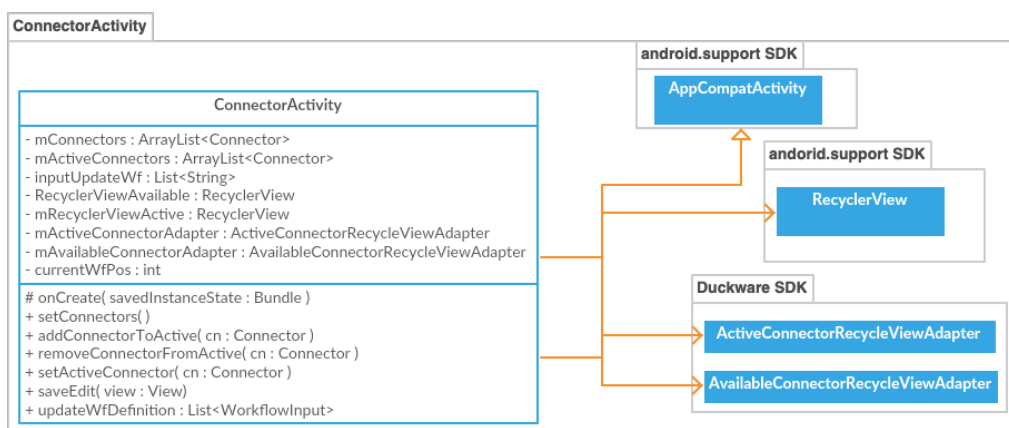 ConnectorActivity
android.support SDK
AppCompatActivity
ConnectorActivity
- mConnectors : ArrayList<Connector>
- mActiveConnectors : ArrayList<Connector>
- inputUpdateWf : List<String>
- RecyclerViewAvailable : RecyclerView
- mRecyclerViewActive : RecyclerView
- mActiveConnectorAdapter : ActiveConnectorRecycleViewAdapter
- mAvailableConnectorAdapter : AvailableConnectorRecycleViewAdapter
- currentWfPos : int
# onCreate( savedInstanceState : Bundle )
+ setConnectors( )
+ addConnectorToActive( cn : Connector )
+ removeConnectorFromActive( cn : Connector )
+ setActiveConnector( cn : Connector )
+ saveEdit( view : View)
+ updateWfDefinition : List<WorkflowInput>
andorid.support SDK
RecyclerView
Duckware SDK
ActiveConnectorRecycleViewAdapter
AvailableConnectorRecycleViewAdapter